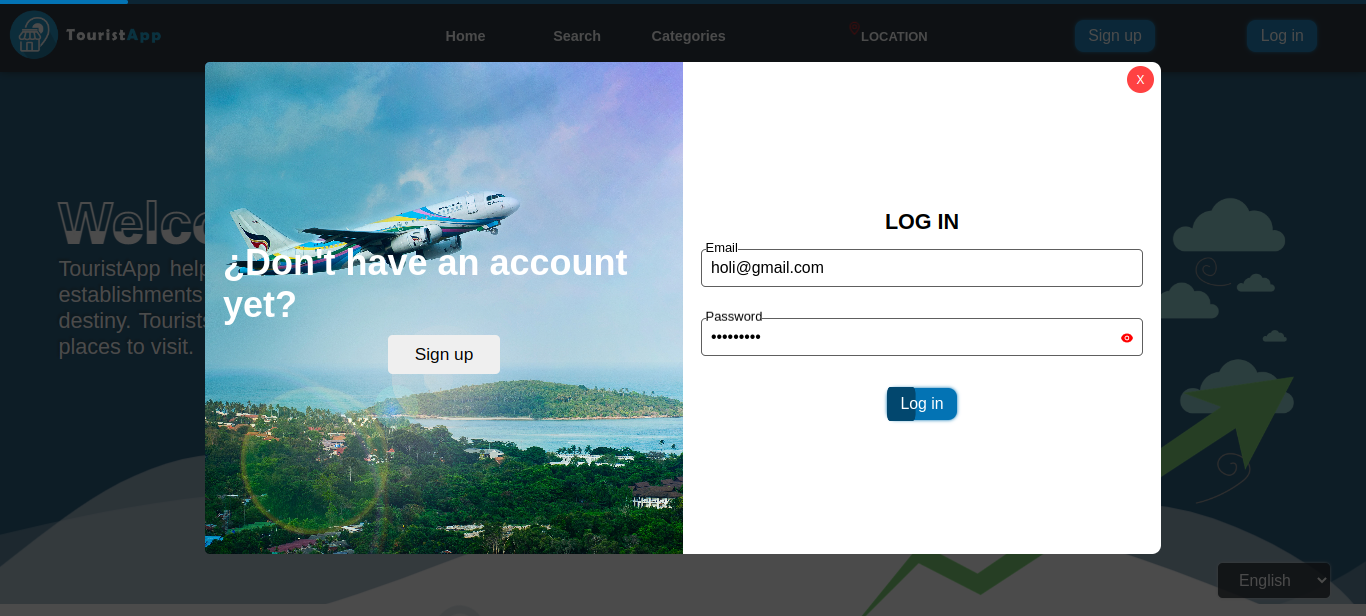 TouristApp
Home
Search
Categories
LOCATION
Sign up
Log in
X
TouristApp help
establishments
destiny. Tourists
places to visit.
¿Don't have an account
yet?
Sign up
LOG IN
Email
holi@gmail.com
Password
•••••••••
Log in
English